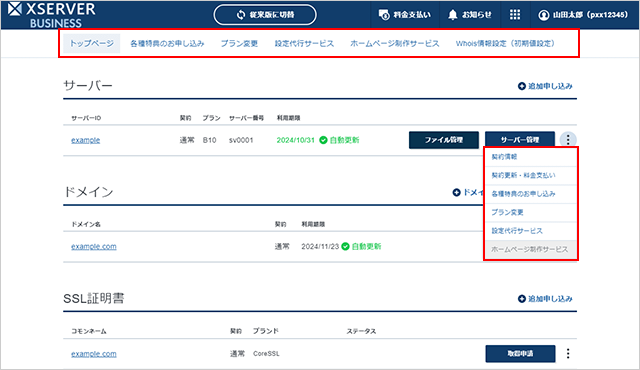 XSERVER
BUSINESS
従来版に切替
料金支払い
お知らせ
山田太郎（pxx12345）
トップページ 各種特典のお申し込み プラン変更 設定代行サービス ホームページ制作サービス Whois情報設定（初期値設定）
サーバー
追加申し込み
サーバーID 契約 プラン サーバー番号 利用期限
example 通常 B10 sv0001 2024/10/31 自動更新 ファイル管理 サーバー管理
契約情報
契約更新・料金支払い
各種特典のお申し込み
プラン変更
設定代行サービス
ホームページ制作サービス
ドメイン
ドメ
ドメイン名 契約 利用期限
example.com 通常 2024/11/23 自動更新
SSL証明書
追加申し込み
コモンネーム 契約 ブランド ステータス
example.com 通常 CoreSSL 取得申請